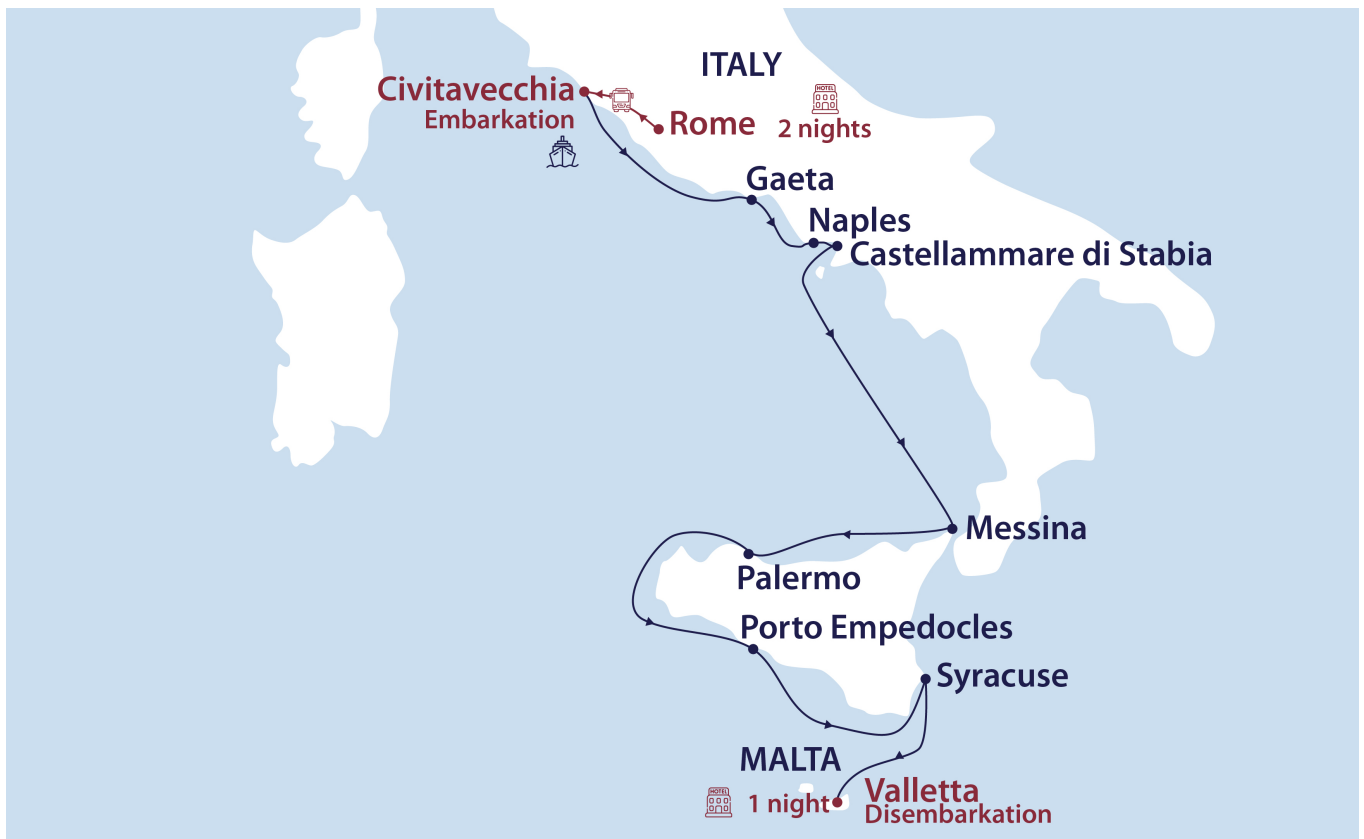 ITALY
Civitavecchia
Embarkation
HOTEL
Rome
2 nights
Gaeta
Naples
Castellammare di Stabia
Messina
Palermo
Porto Empedocles
Syracuse
MALTA
HOTEL
1 night
Valletta
Disembarkation